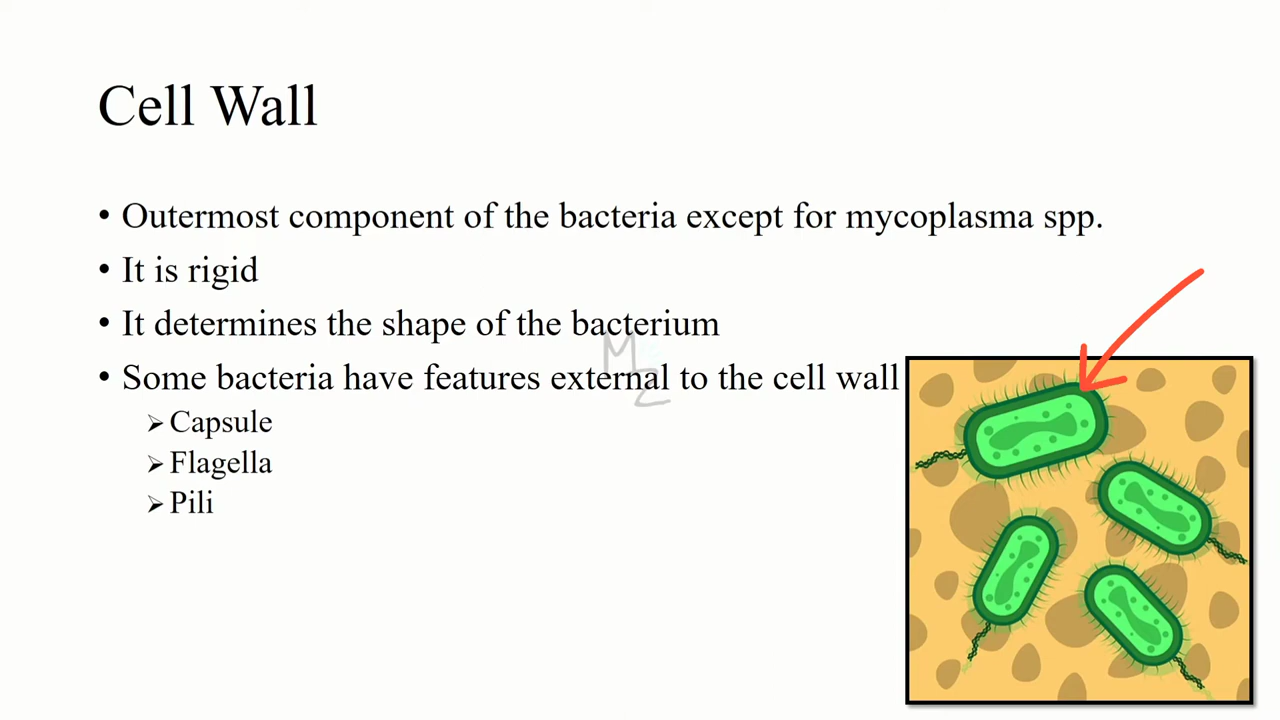 Cell Wall
• Outermost component of the bacteria except for mycoplasma spp.
• It is rigid
• It determines the shape of the bacterium
• Some bacteria have features external to the cell wall
➢ Capsule
➢ Flagella
➢ Pili